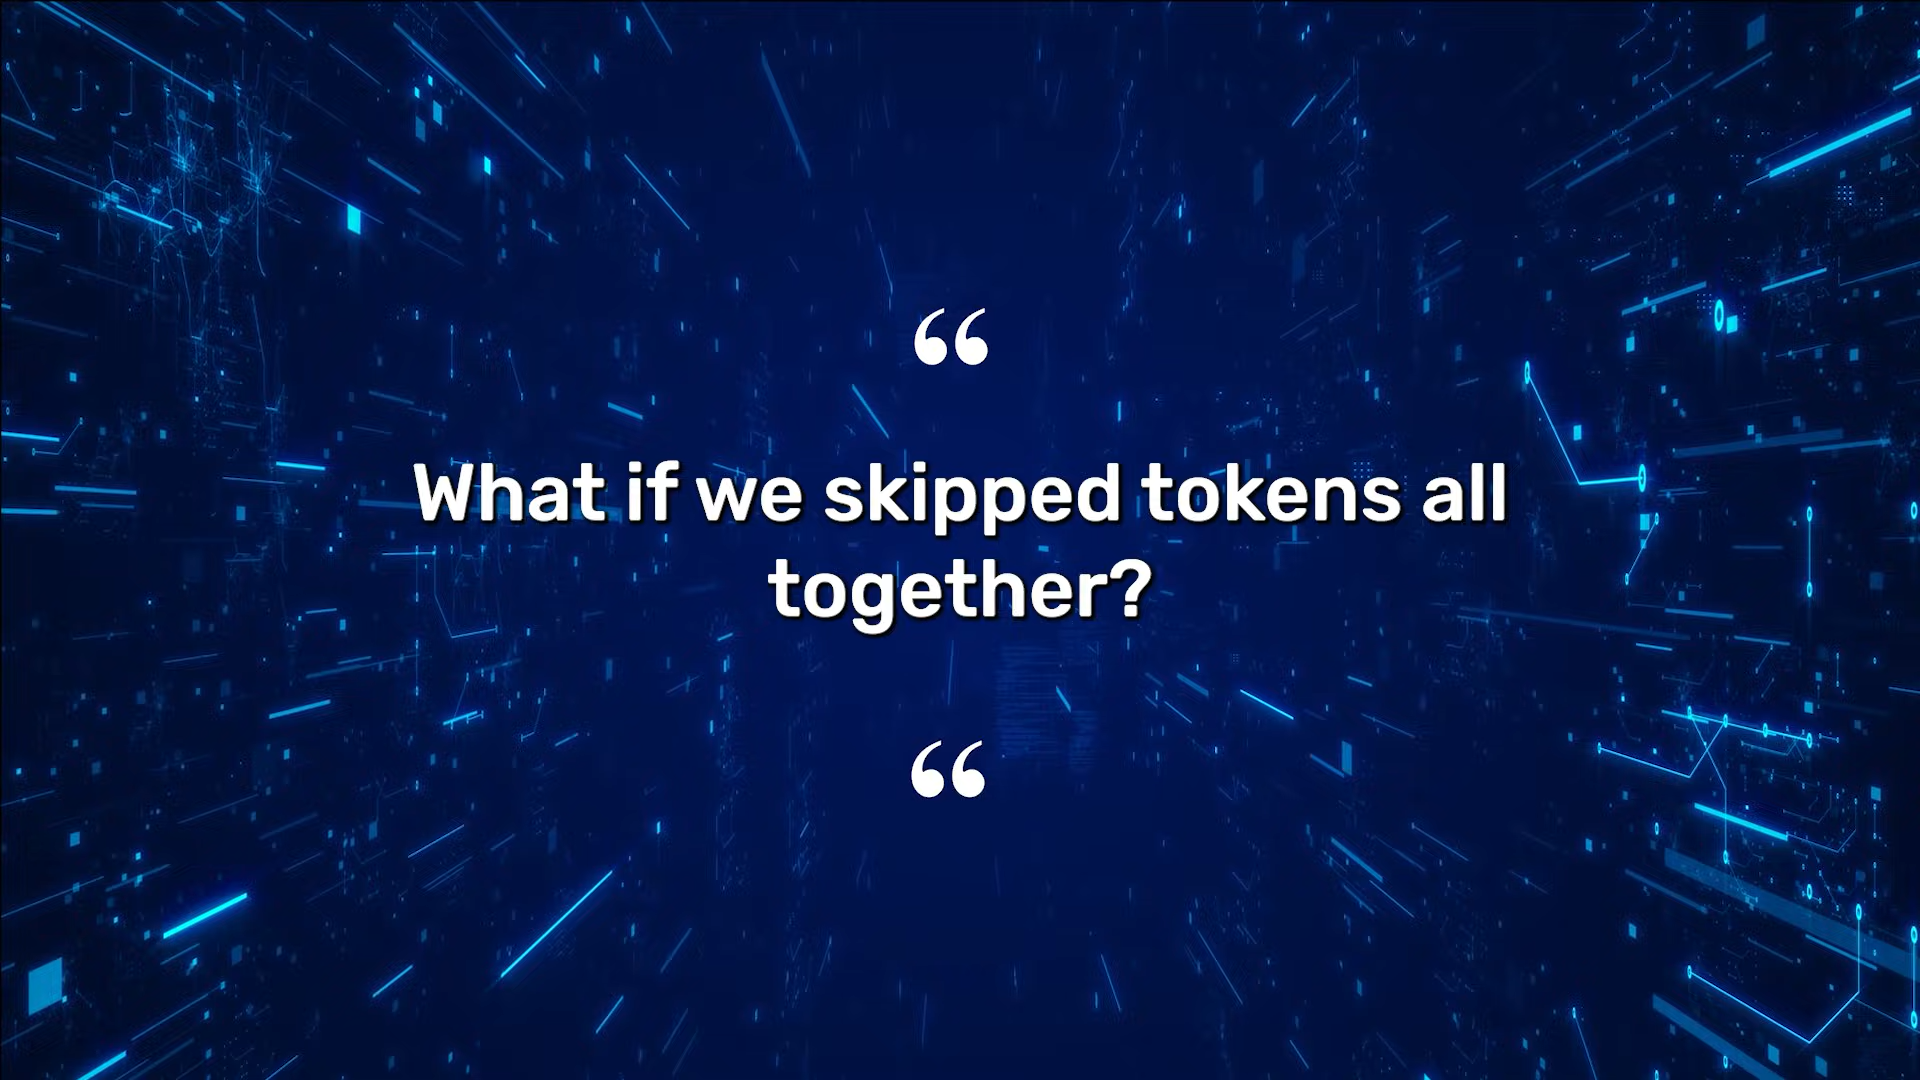 “
What if we skipped tokens all
together?
“